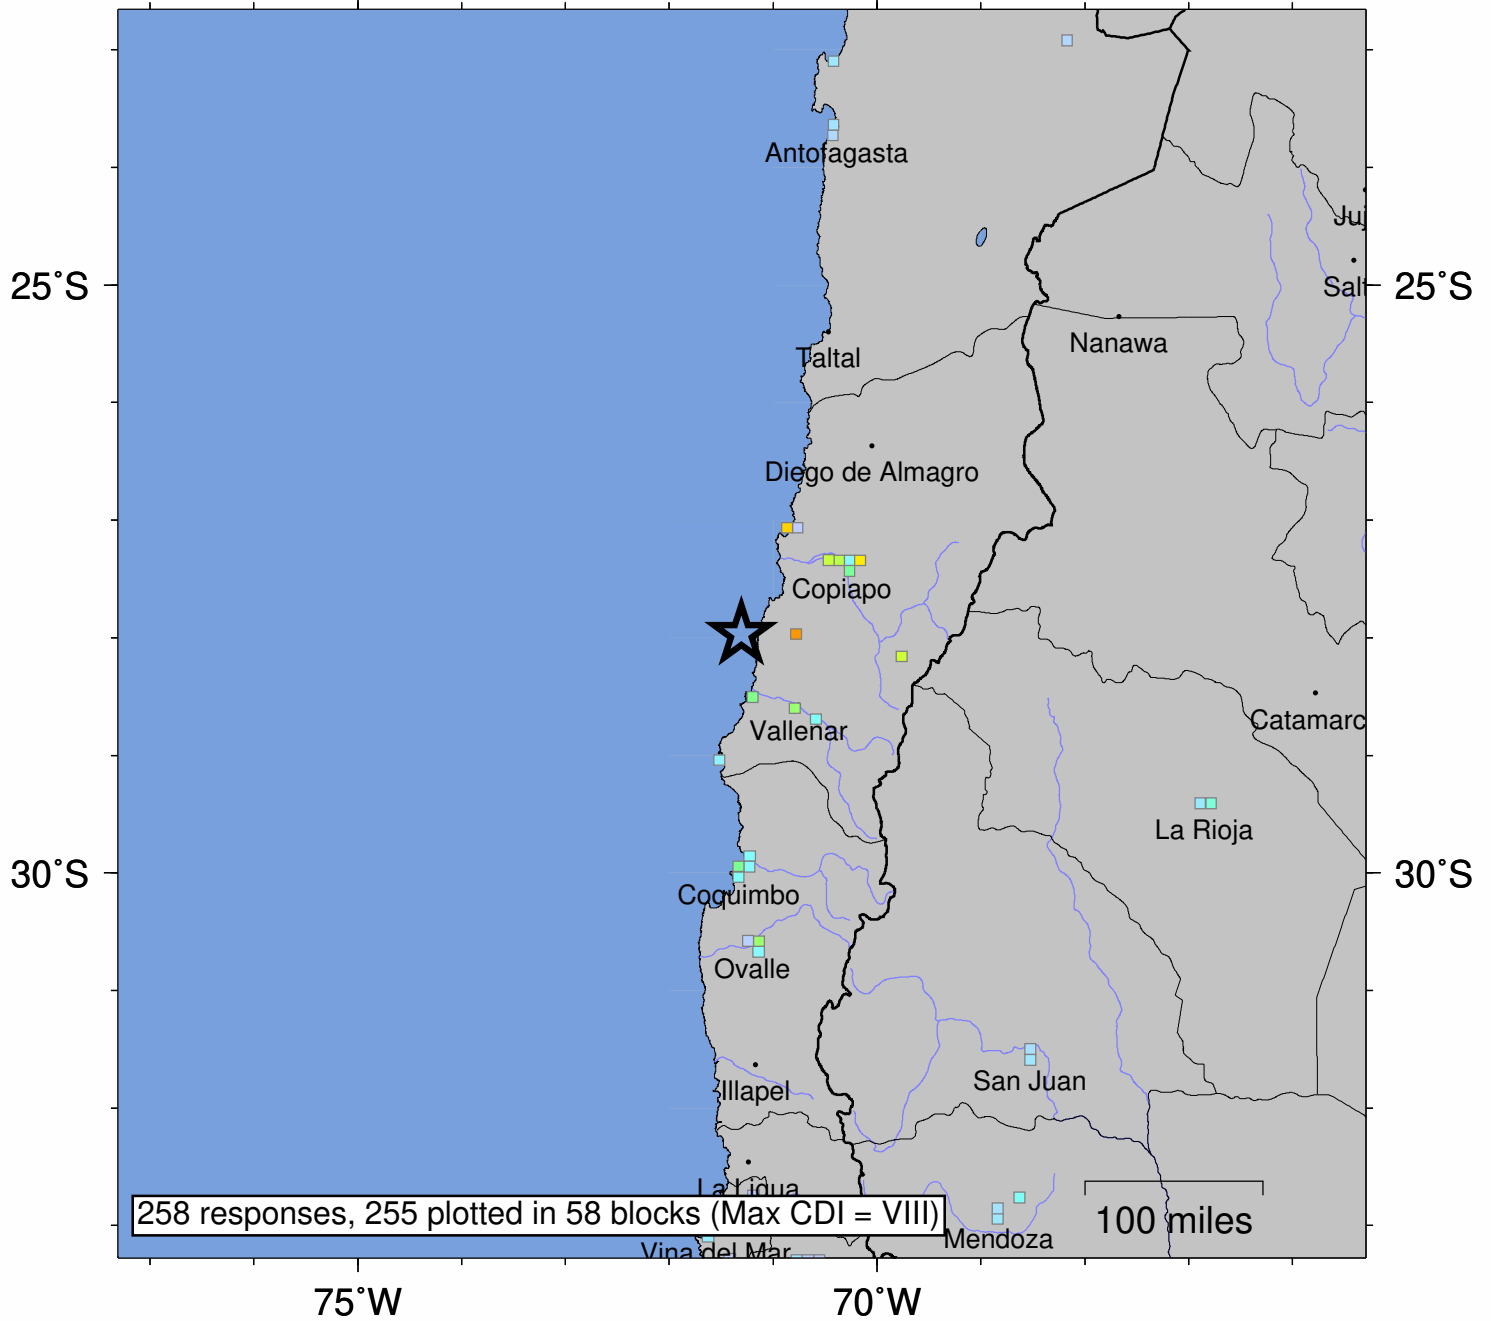 Antofagasta
Juj
25°S
Salt
25°S
Nanawa
Taltal
Diego de Almagro
Copiapo
Catamarc
Vallenar
La Rioja
30°S
30°S
Coquimbo
Ovalle
San Juan
Illapel
La Ligua
258 responses, 255 plotted in 58 blocks (Max CDI = VIII)
100 miles
Mendoza
Vina del Mar
75°W
70°W